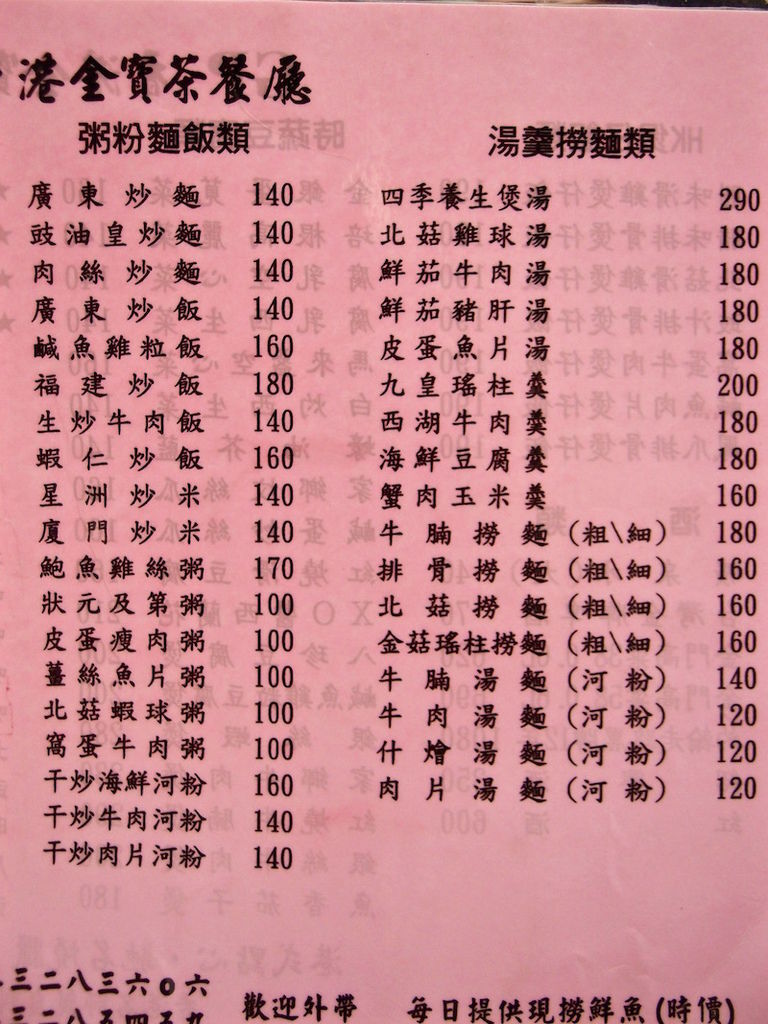 港金寶茶餐廳
粥粉麵飯類
廣東炒麵 140
豉油皇炒麵 140
肉絲炒麵 140
廣東炒飯 140
鹹魚雞粒飯 160
福建炒飯 180
生炒牛肉飯 140
蝦仁炒飯 160
星洲炒米 140
廈門炒米 140
鮑魚雞絲粥 170
狀元及第粥 100
皮蛋瘦肉粥 100
薑絲魚片粥 100
北菇蝦球粥 100
窩蛋牛肉粥 100
干炒海鮮河粉 160
干炒牛肉河粉 140
干炒肉片河粉 140
湯羹撈麵類
四季養生煲湯 290
北菇雞球湯 180
鮮茄牛肉湯 180
鮮茄豬肝湯 180
皮蛋魚片湯 180
九皇瑤柱羹 200
西湖牛肉羹 180
海鮮豆腐羹 180
蟹肉玉米羹 160
牛腩撈麵(粗\細) 180
排骨撈麵(粗\細) 160
北菇撈麵(粗\細) 160
金菇瑤柱撈麵(粗\細) 160
牛腩湯麵(河粉) 140
牛肉湯麵(河粉) 120
什燴湯麵(河粉) 120
肉片湯麵(河粉) 120
三二八三六o六
三二八五四五九
歡迎外帶 每日提供現撈鮮魚(時價)